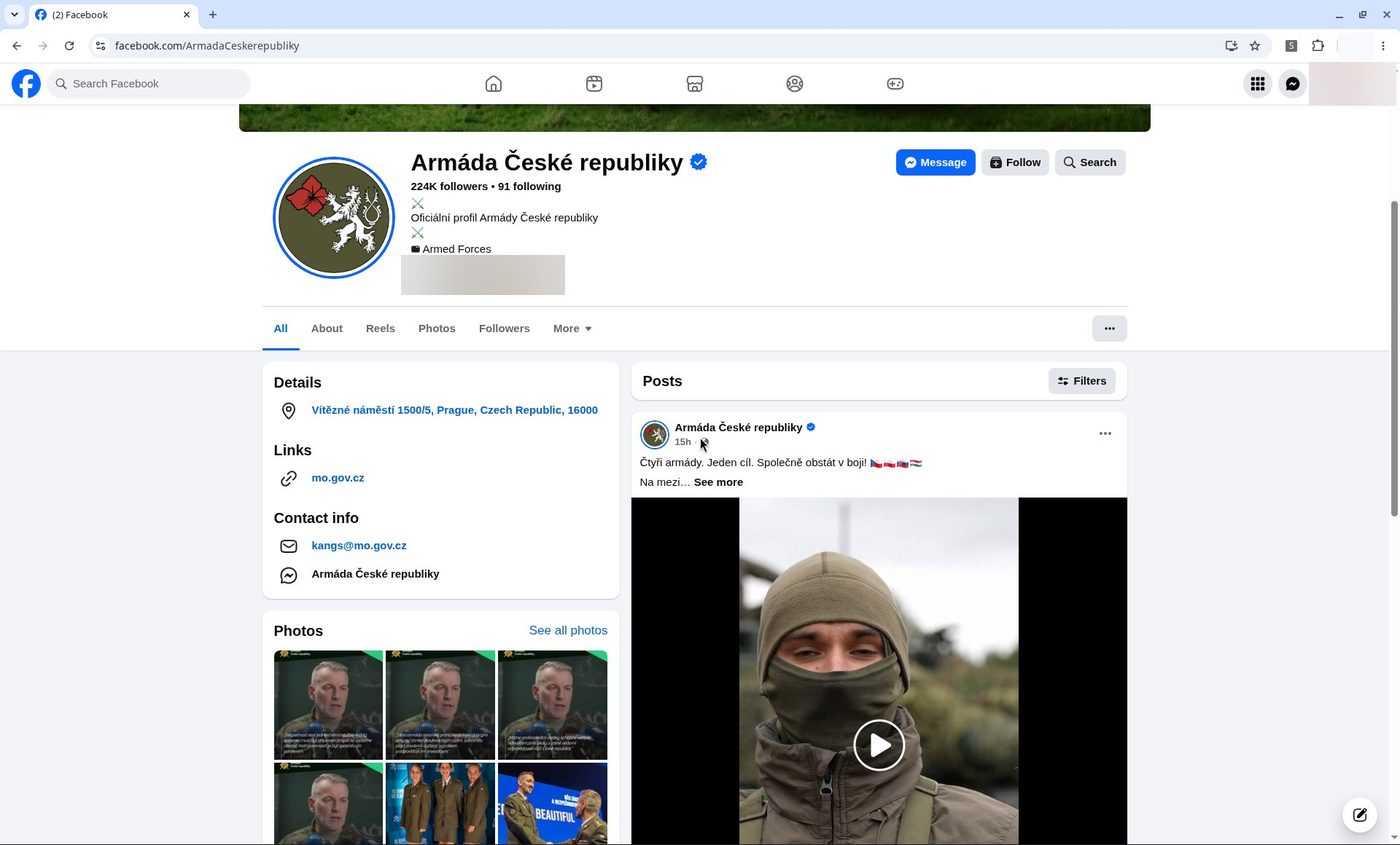 (2) Facebook
facebook.com/ArmadaCeskerepubliky
Search Facebook
Armáda České republiky
Message
Follow
Search
224K followers • 91 following
⚔️
Oficiální profil Armády České republiky
⚔️
Armed Forces
All
About
Reels
Photos
Followers
More
Details
Vítězné náměstí 1500/5, Prague, Czech Republic, 16000
Links
mo.gov.cz
Contact info
kangs@mo.gov.cz
Armáda České republiky
Photos
See all photos
BEAUTIFUL
Posts
Filters
Armáda České republiky
15h ·
Čtyři armády. Jeden cíl. Společně obstát v boji! 🇨🇿🇵🇱🇸🇰🇭🇺
Na mezi… See more